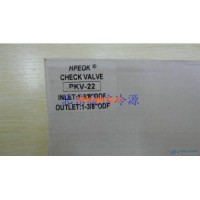 HPEOK®
CHECK VALVE
PKV-22
INLET:1-3/8"ODF
OUTLET:1-3/8"ODF